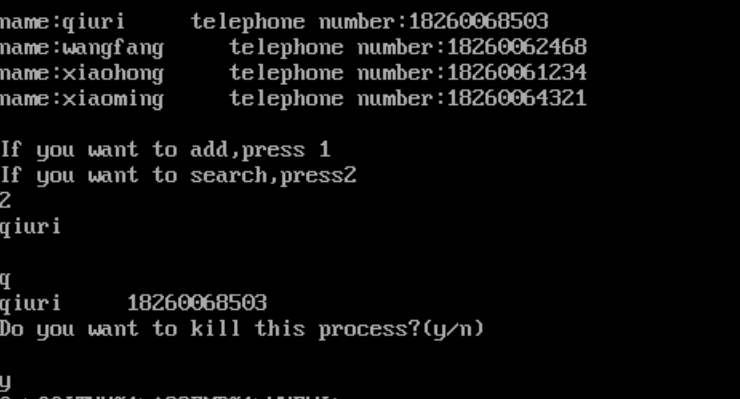 name:qiuri telephone number:18260068503
name:wangfang telephone number:18260062468
name:xiaohong telephone number:18260061234
name:xiaoming telephone number:18260064321
If you want to add,press 1
If you want to search,press2
2
qiuri
q
qiuri 18260068503
Do you want to kill this process?(y/n)
y